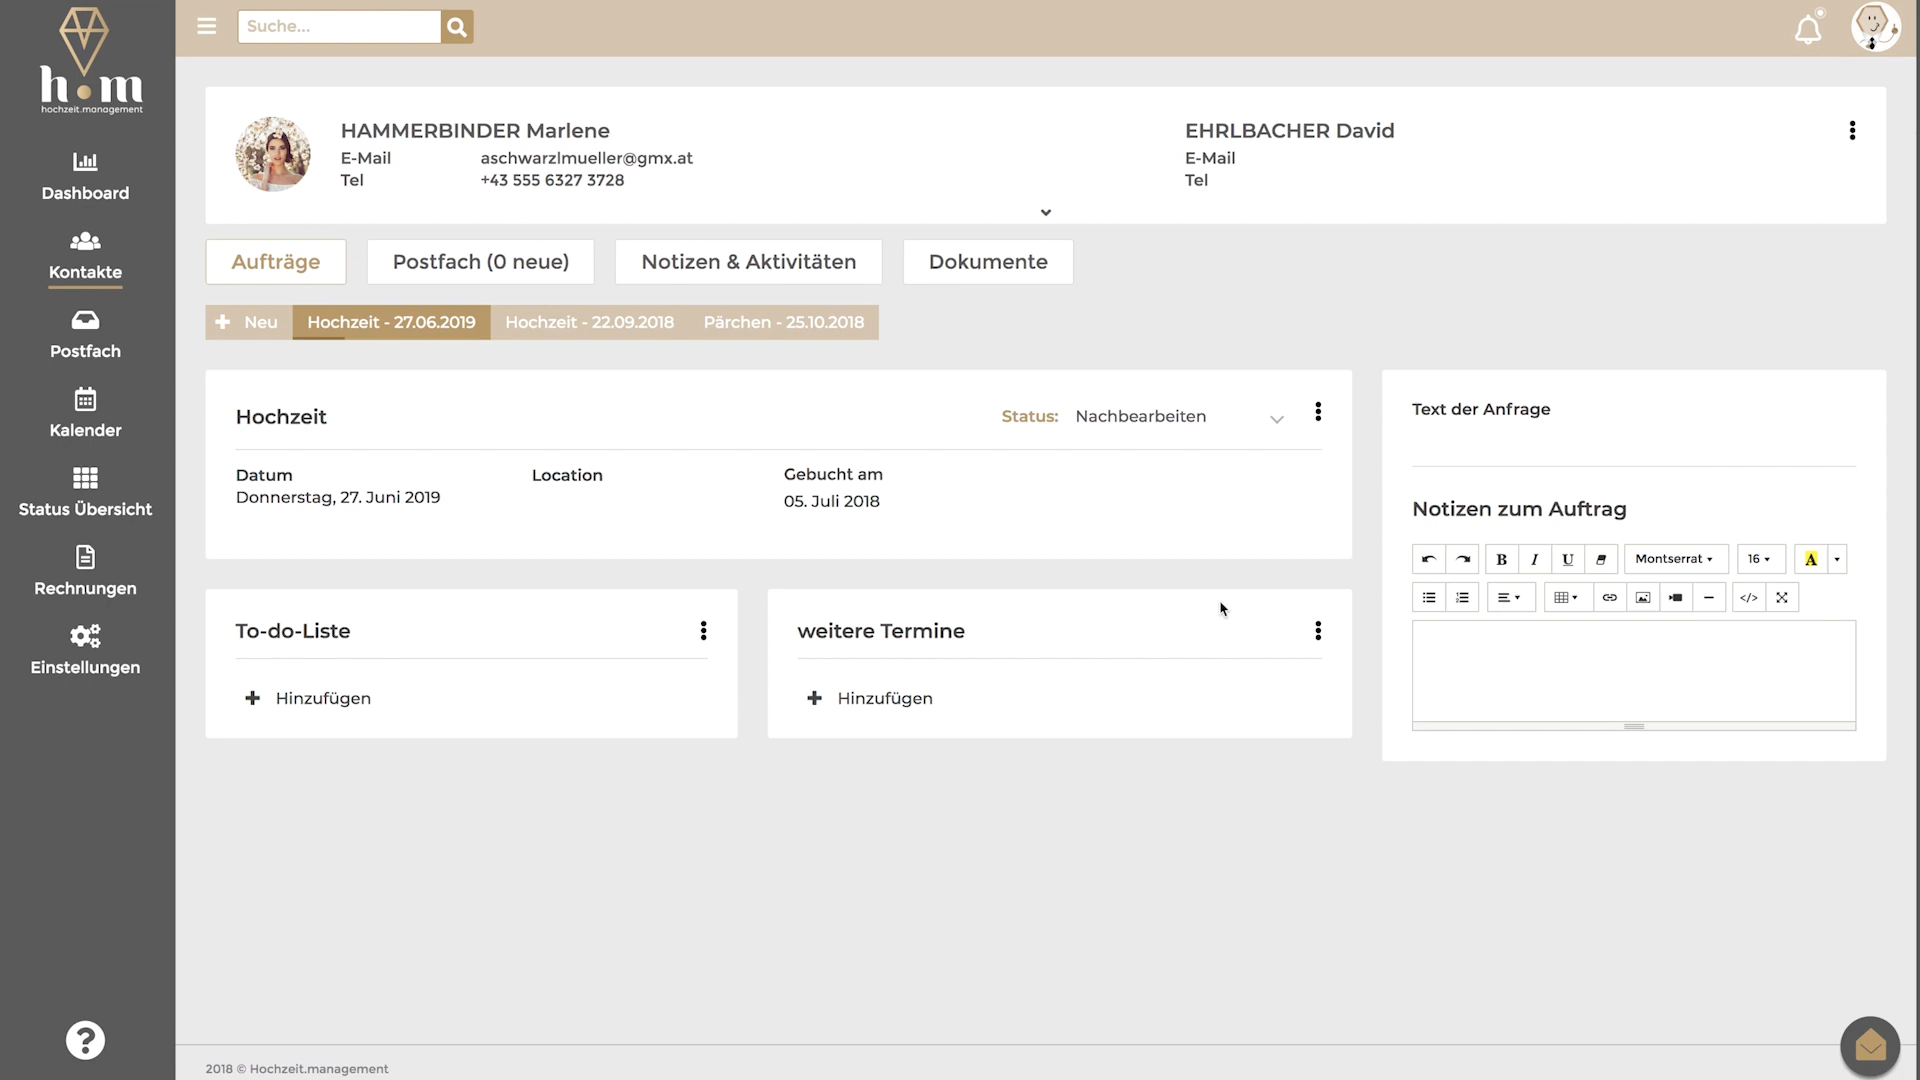 h.m
hochzeit.management
Suche...
Dashboard
Kontakte
Postfach
Kalender
Status Übersicht
Rechnungen
Einstellungen
?
HAMMERBINDER Marlene
E-Mail aschwarzlmueller@gmx.at
Tel +43 555 6327 3728
EHRLBACHER David
E-Mail
Tel
Aufträge Postfach (0 neue) Notizen & Aktivitäten Dokumente
+ Neu Hochzeit - 27.06.2019 Hochzeit - 22.09.2018 Pärchen - 25.10.2018
Hochzeit Status: Nachbearbeiten
Datum Location Gebucht am
Donnerstag, 27. Juni 2019 05. Juli 2018
To-do-Liste
+ Hinzufügen
weitere Termine
+ Hinzufügen
Text der Anfrage
Notizen zum Auftrag
B I U Montserrat 16 A
</>
2018 © Hochzeit.management